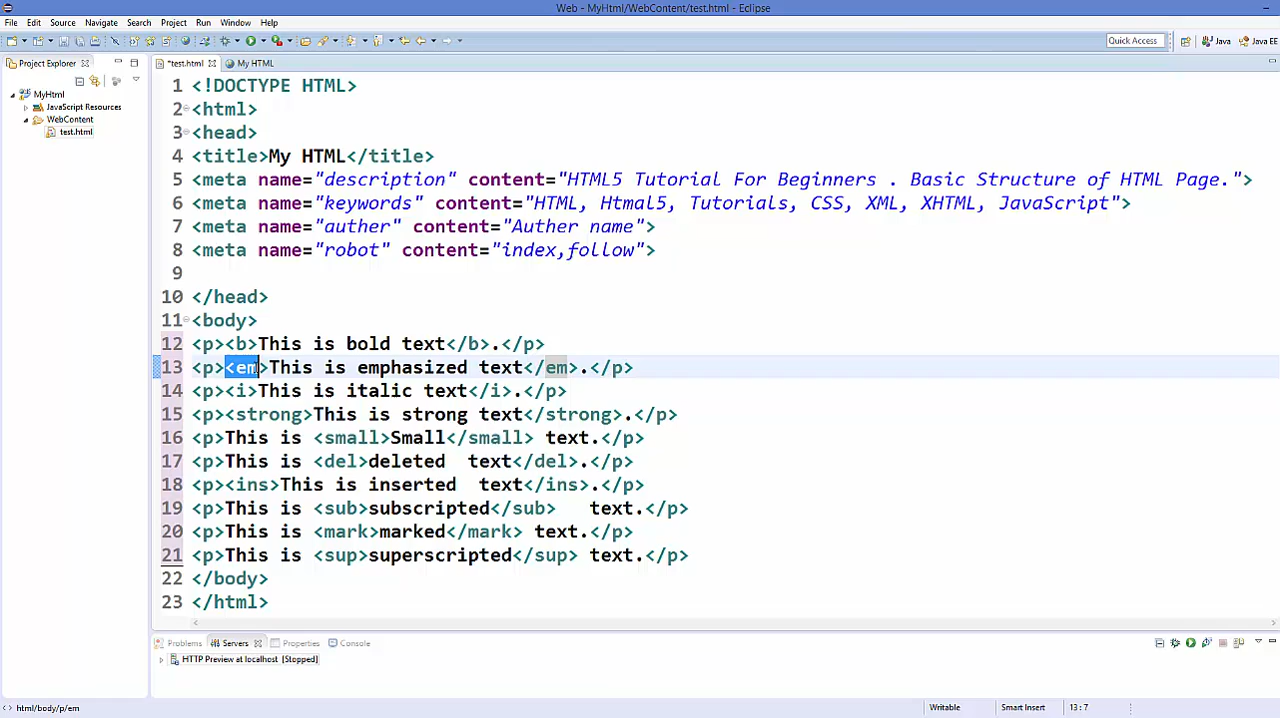 Web - MyHtml/WebContent/test.html - Eclipse
File Edit Source Navigate Search Project Run Window Help
Quick Access Java Java EE
Project Explorer
*test.html My HTML
MyHtml
JavaScript Resources
WebContent
test.html
1 <!DOCTYPE HTML>
2 <html>
3 <head>
4 <title>My HTML</title>
5 <meta name="description" content="HTML5 Tutorial For Beginners . Basic Structure of HTML Page.">
6 <meta name="keywords" content="HTML, Htmal5, Tutorials, CSS, XML, XHTML, JavaScript">
7 <meta name="auther" content="Auther name">
8 <meta name="robot" content="index,follow">
9
10 </head>
11 <body>
12 <p><b>This is bold text</b>.</p>
13 <p><em>This is emphasized text</em>.</p>
14 <p><i>This is italic text</i>.</p>
15 <p><strong>This is strong text</strong>.</p>
16 <p>This is <small>Small</small> text.</p>
17 <p>This is <del>deleted  text</del>.</p>
18 <p><ins>This is inserted  text</ins>.</p>
19 <p>This is <sub>subscripted</sub>   text.</p>
20 <p>This is <mark>marked</mark> text.</p>
21 <p>This is <sup>superscripted</sup> text.</p>
22 </body>
23 </html>
Problems Servers Properties Console
HTTP Preview at localhost [Stopped]
html/body/p/em Writable Smart Insert 13 : 7